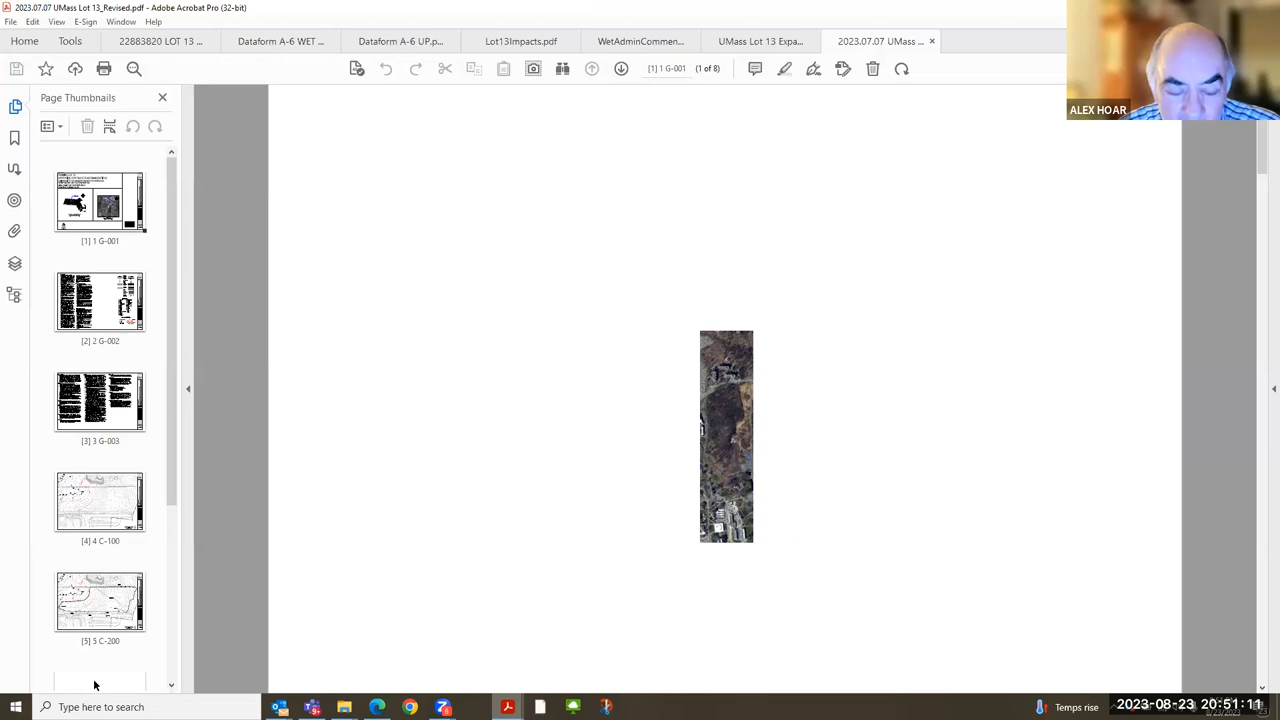 2023.07.07 UMass Lot 13_Revised.pdf - Adobe Acrobat Pro (32-bit)
File Edit View E-Sign Window Help
Home Tools 22883820 LOT 13 ... Dataform A-6 WET ... Dataform A-6 UP.p... Lot13Impacts.pdf WetAdminCommen... UMass Lot 13 Expa... 2023.07.07 UMass ... ×
[1] 1 G-001 (1 of 8)
Page Thumbnails
ALEX HOAR
[1] 1 G-001
[2] 2 G-002
[3] 3 G-003
[4] 4 C-100
[5] 5 C-200
Type here to search
Temps rise
2023-08-23 20:51:11